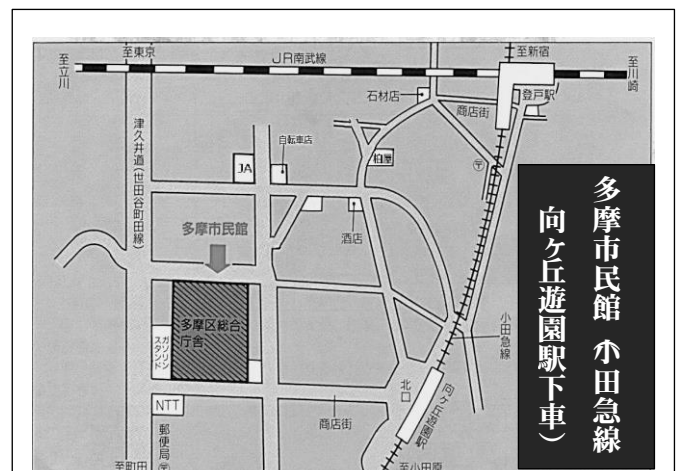 至東京
至新宿
至立川
JR南武線
至川崎
石材店
商店街
登戸駅
津久井道(世田谷町田線)
自転車店
JA
柏屋
〒
酒店
多摩市民館
多摩区総合
庁舎
ガソリン
スタンド
小田急線
北口
向ヶ丘遊園駅
NTT
商店街
郵便局
〒
至町田
至小田原
多摩市民館 小田急線
向ヶ丘遊園駅下車)